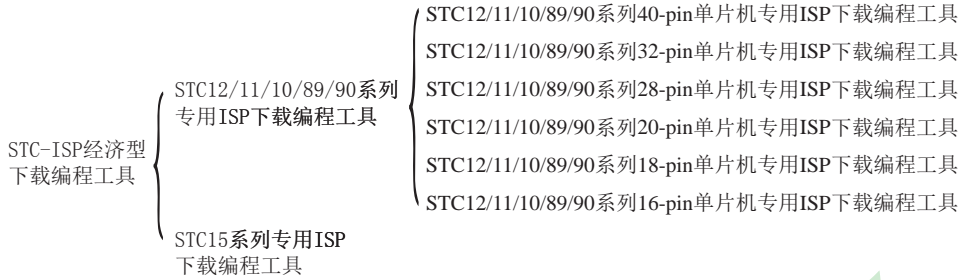 STC-ISP经济型
下载编程工具
STC12/11/10/89/90系列
专用ISP下载编程工具
STC12/11/10/89/90系列40-pin单片机专用ISP下载编程工具
STC12/11/10/89/90系列32-pin单片机专用ISP下载编程工具
STC12/11/10/89/90系列28-pin单片机专用ISP下载编程工具
STC12/11/10/89/90系列20-pin单片机专用ISP下载编程工具
STC12/11/10/89/90系列18-pin单片机专用ISP下载编程工具
STC12/11/10/89/90系列16-pin单片机专用ISP下载编程工具
STC15系列专用ISP
下载编程工具